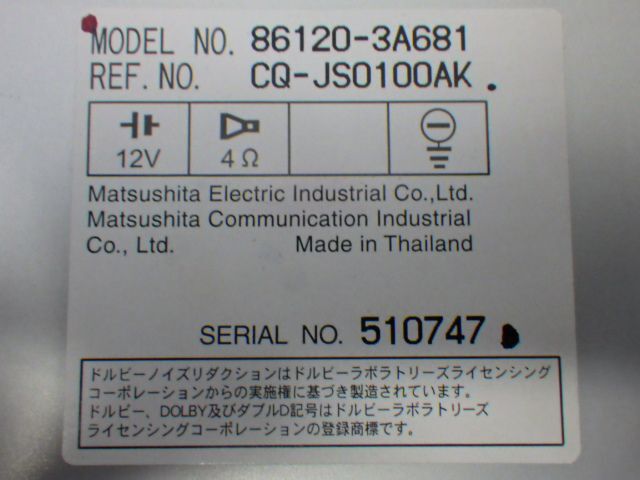 MODEL NO. 86120-3A681
REF. NO. CQ-JS0100AK
12V
4 Ω
Matsushita Electric Industrial Co.,Ltd.
Matsushita Communication Industrial
Co., Ltd. Made in Thailand
SERIAL NO. 510747
ドルビーノイズリダクションはドルビーラボラトリーズライセンシング
コーポレーションからの実施権に基づき製造されています。
ドルビー、DOLBY及びダブルD記号はドルビーラボラトリーズ
ライセンシングコーポレーションの登録商標です。